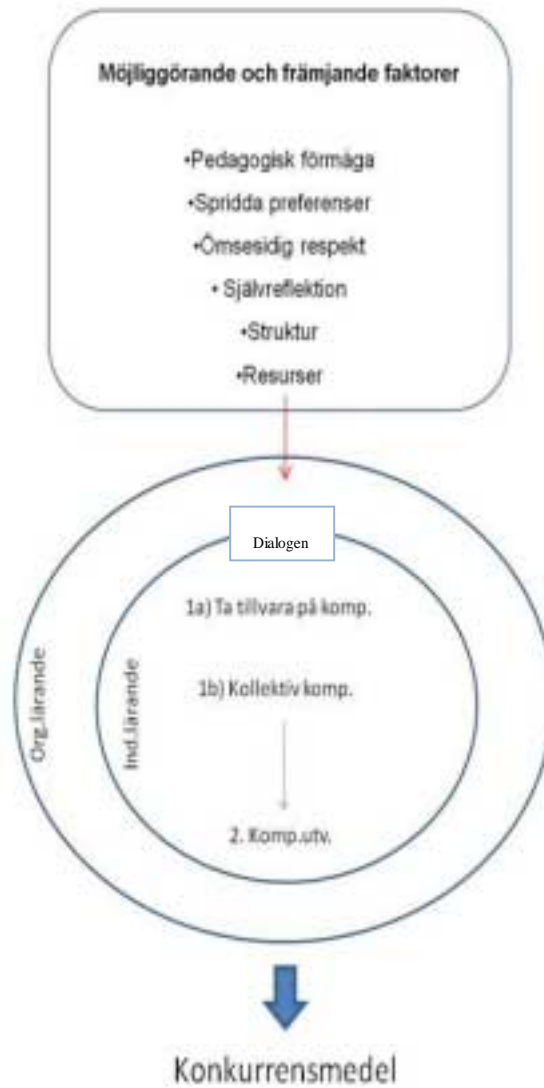 Möjliggörande och främjande faktorer
•Pedagogisk förmåga
•Spridda preferenser
•Ömsesidig respekt
• Självreflektion
•Struktur
•Resurser
Dialogen
1a) Ta tillvara på komp.
1b) Kollektiv komp.
Org.lärande
Ind.lärande
2. Komp.utv.
Konkurrensmedel